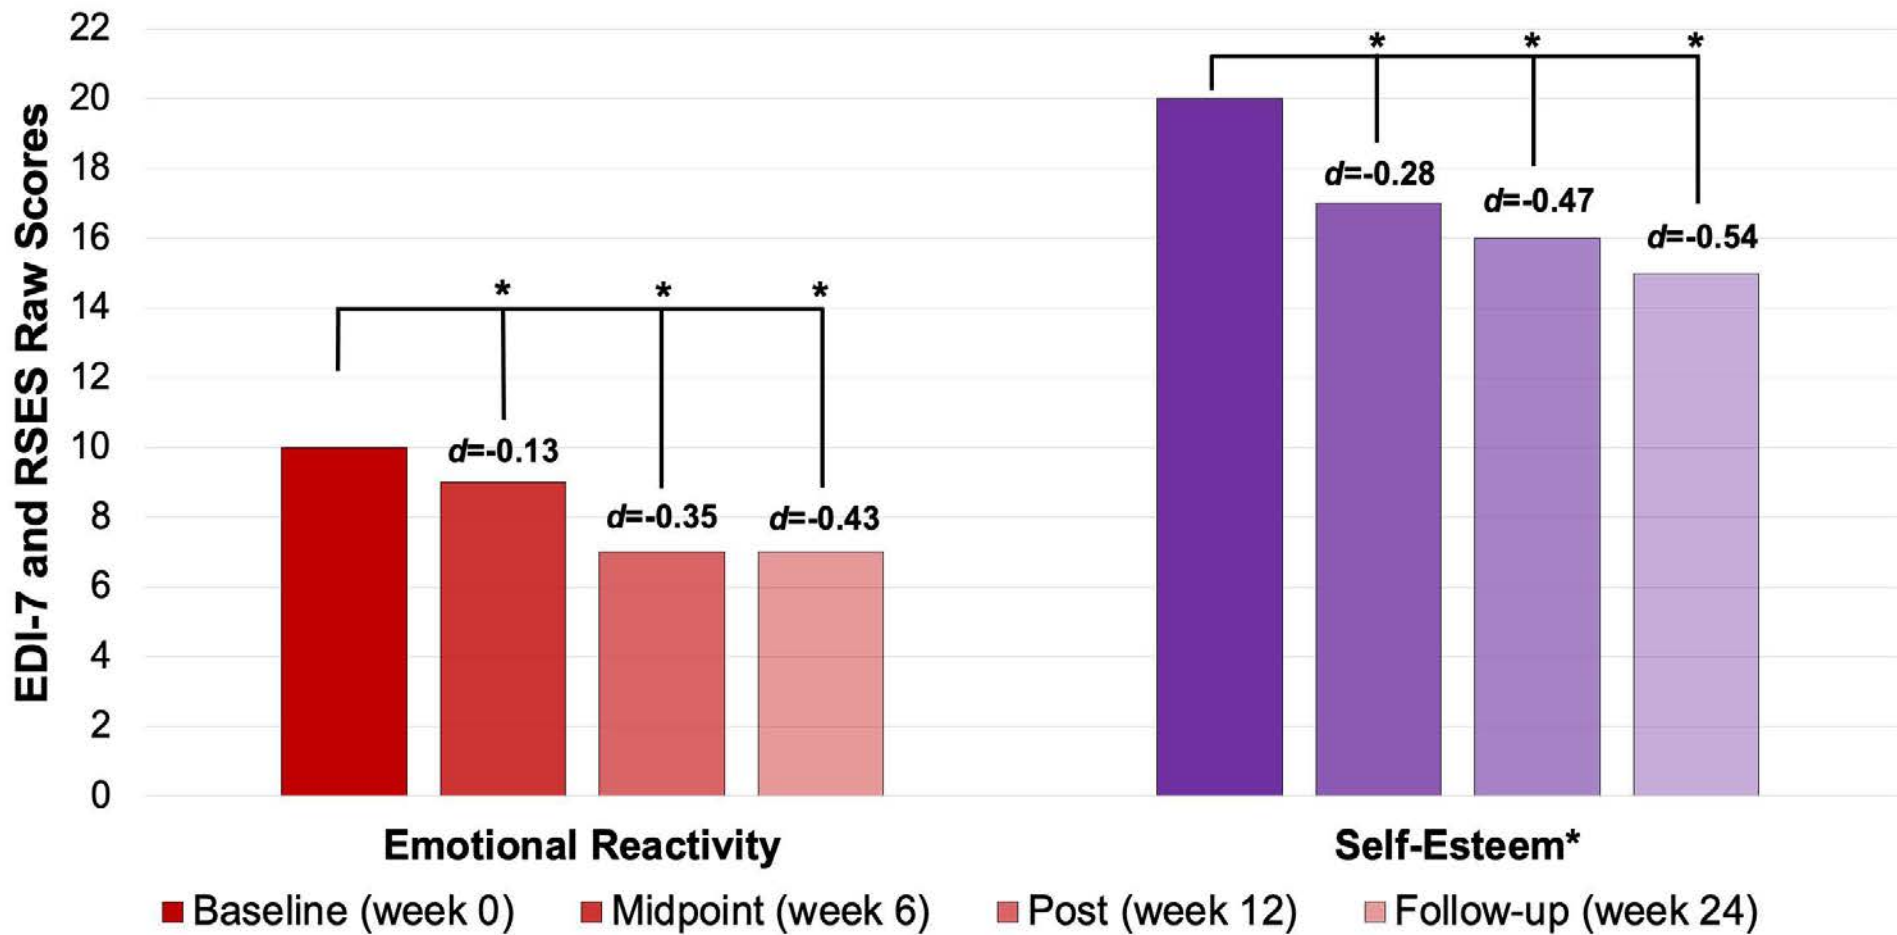 EDI-7 and RSES Raw Scores
22
20
18
16
14
12
10
8
6
4
2
0
* * *
d=-0.13
d=-0.35
d=-0.43
* * *
d=-0.28
d=-0.47
d=-0.54
Emotional Reactivity
Self-Esteem*
Baseline (week 0)
Midpoint (week 6)
Post (week 12)
Follow-up (week 24)